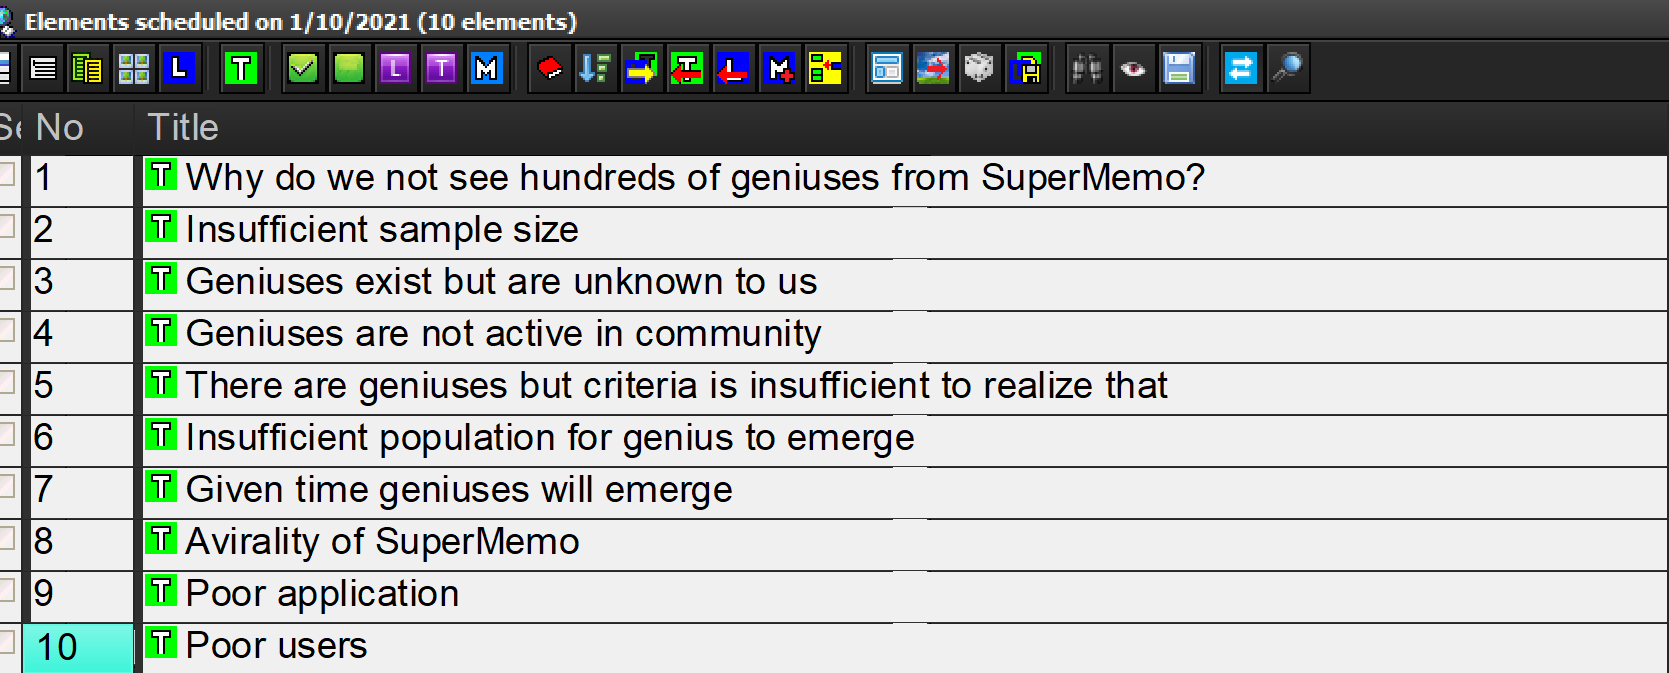 Elements scheduled on 1/10/2021 (10 elements)
L T L T M T L M
Se No Title
1 T Why do we not see hundreds of geniuses from SuperMemo?
2 T Insufficient sample size
3 T Geniuses exist but are unknown to us
4 T Geniuses are not active in community
5 T There are geniuses but criteria is insufficient to realize that
6 T Insufficient population for genius to emerge
7 T Given time geniuses will emerge
8 T Avirality of SuperMemo
9 T Poor application
10 T Poor users